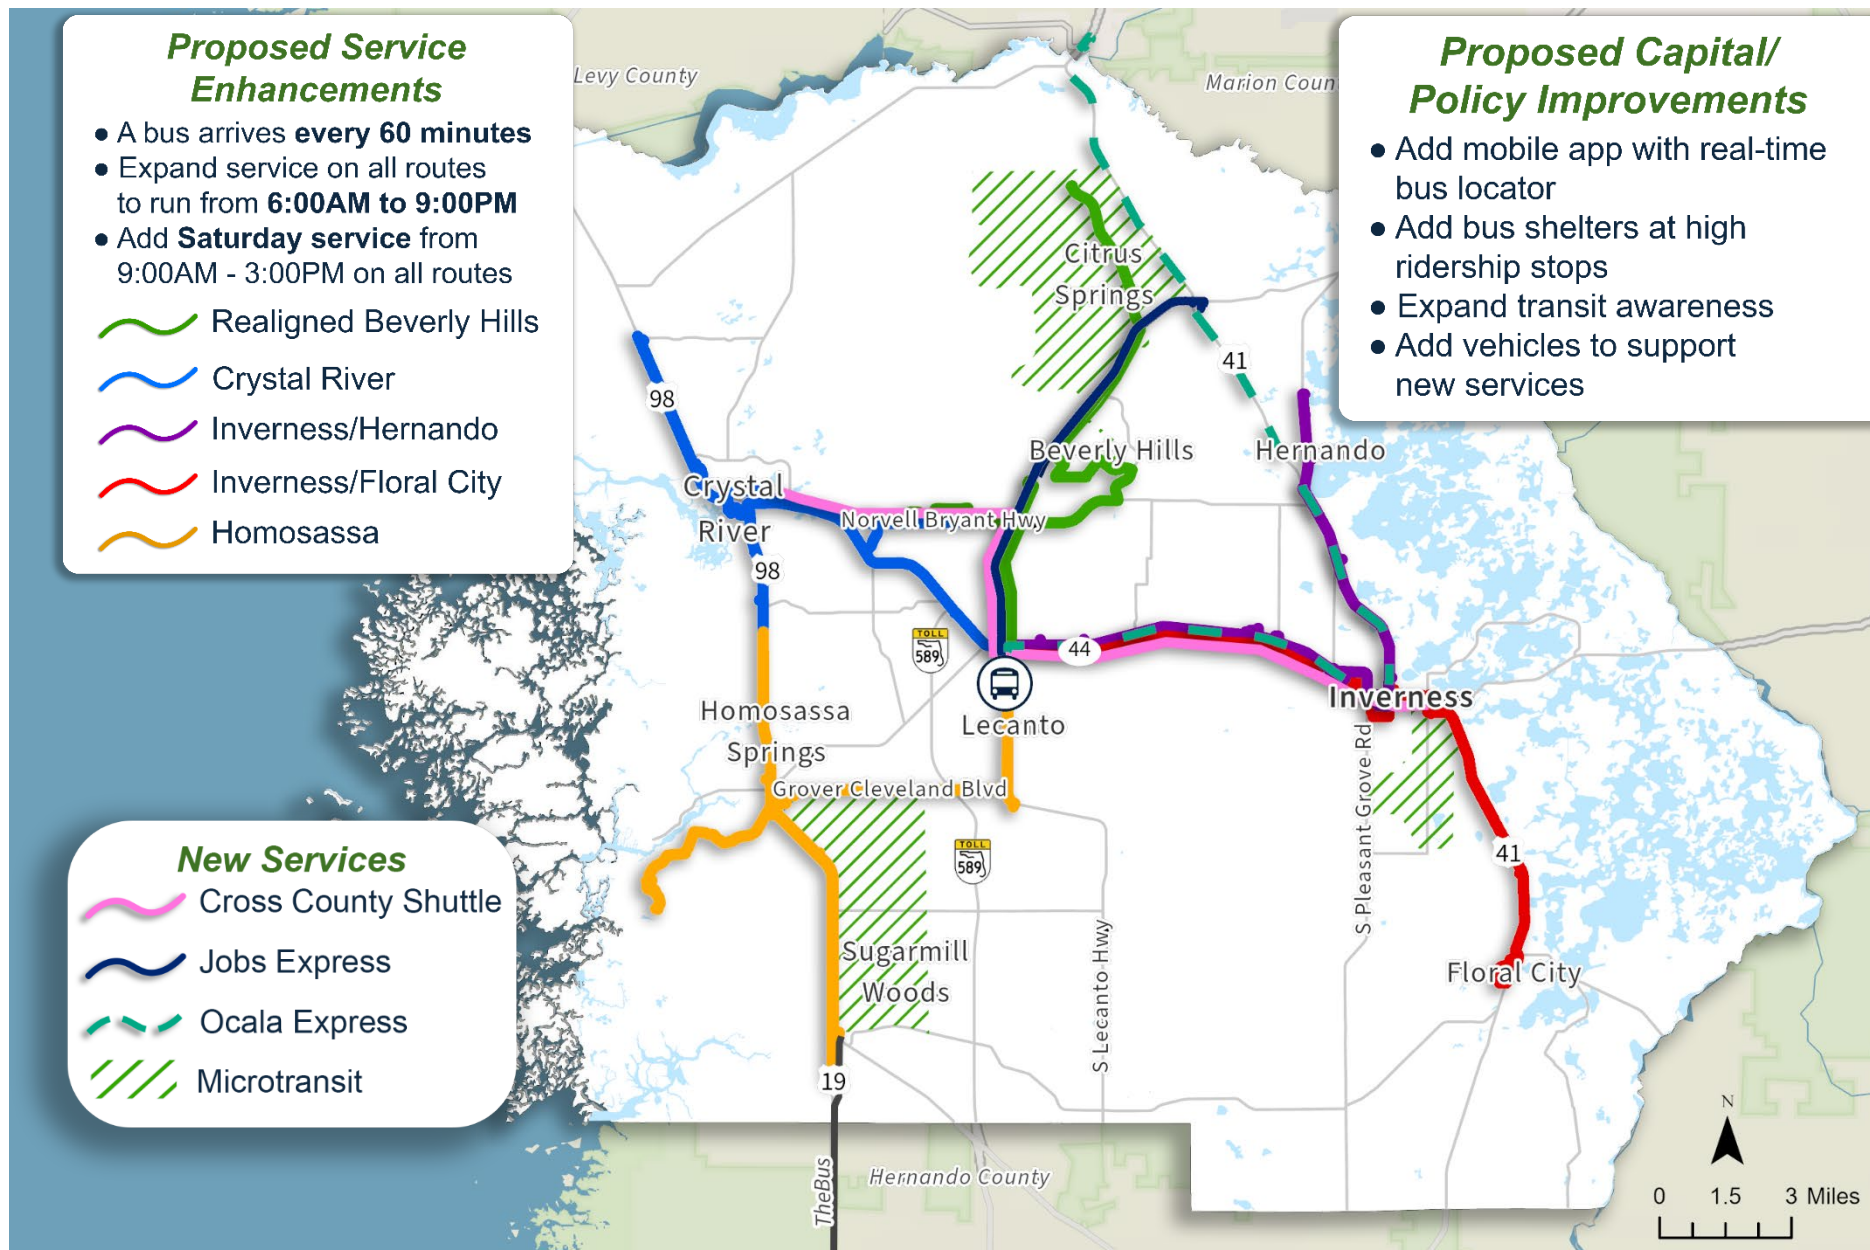 Proposed Service
Enhancements
● A bus arrives every 60 minutes
● Expand service on all routes
to run from 6:00AM to 9:00PM
● Add Saturday service from
9:00AM - 3:00PM on all routes
Realigned Beverly Hills
Crystal River
Inverness/Hernando
Inverness/Floral City
Homosassa
Proposed Capital/
Policy Improvements
● Add mobile app with real-time
bus locator
● Add bus shelters at high
ridership stops
● Expand transit awareness
● Add vehicles to support
new services
New Services
Cross County Shuttle
Jobs Express
Ocala Express
Microtransit
Levy County
Marion Coun
Citrus
Springs
41
98
Beverly Hills
Hernando
Crystal
River
Norvell Bryant Hwy
98
TOLL
589
44
Inverness
Homosassa
Springs
Lecanto
Grover Cleveland Blvd
S Pleasant Grove Rd
TOLL
589
41
Sugarmill
Woods
S Lecanto Hwy
Floral City
19
TheBus
Hernando County
N
0 1.5 3 Miles